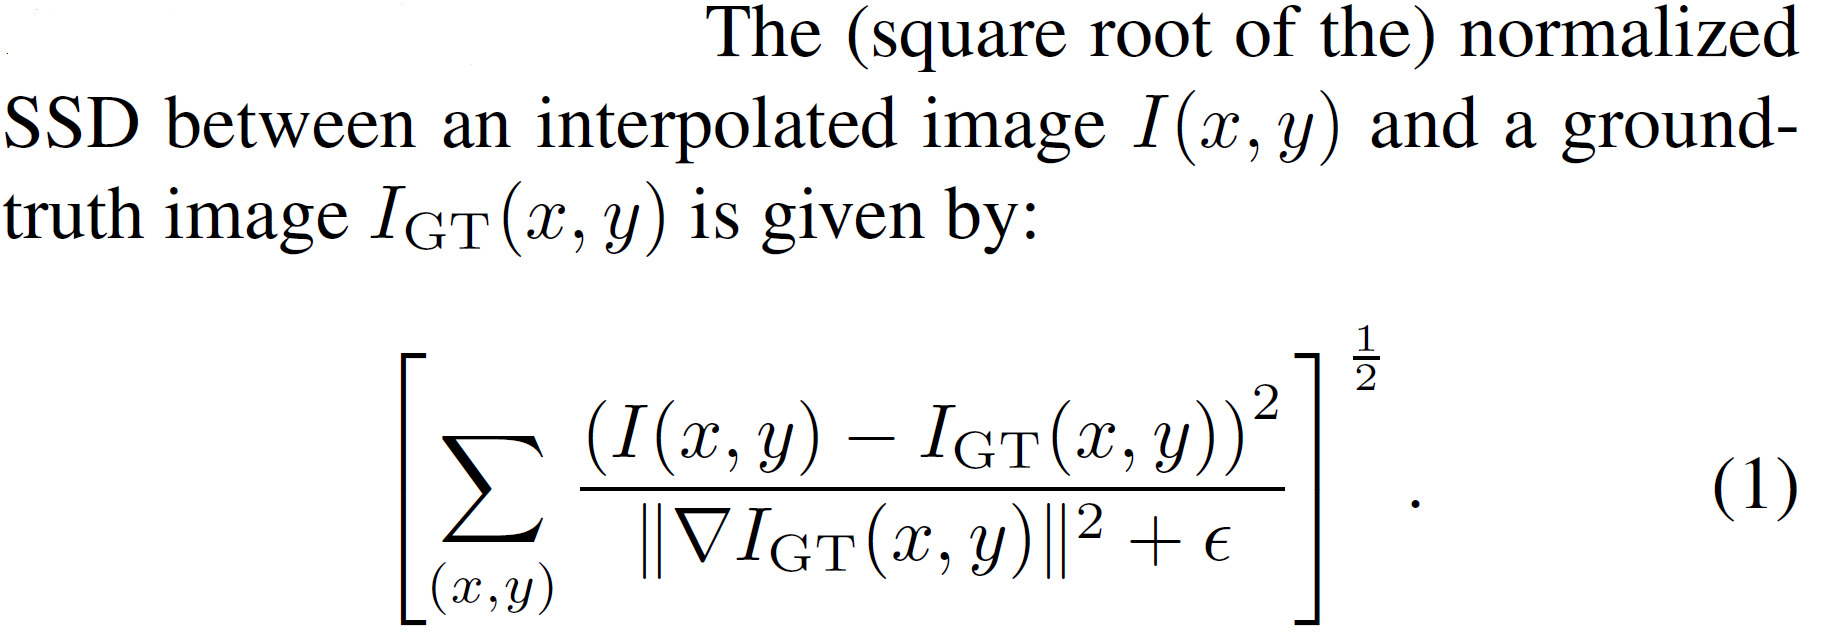 The (square root of the) normalized
SSD between an interpolated image I(x, y) and a ground-
truth image I_GT(x, y) is given by:
[ ∑_(x,y) (I(x, y) − I_GT(x, y))² / (‖∇I_GT(x, y)‖² + ϵ) ]^(1/2) . (1)